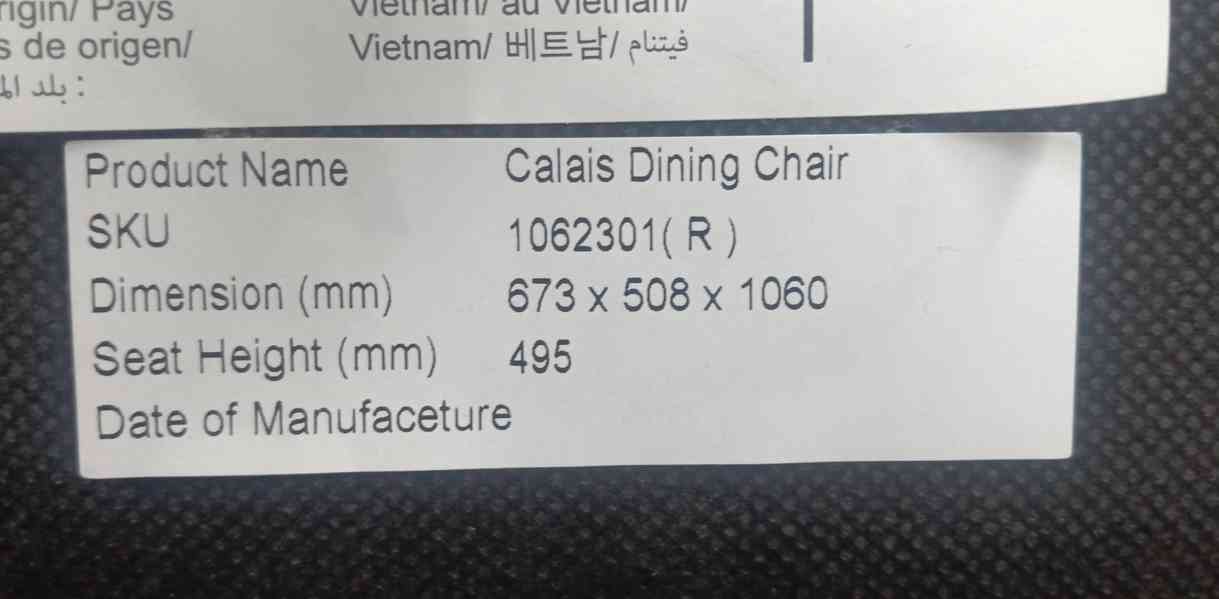 rigin/ Pays Vietnam/ au Vietnam/
s de origen/ Vietnam/ 베트남/ فيتنام
: بلد
Product Name Calais Dining Chair
SKU 1062301( R )
Dimension (mm) 673 x 508 x 1060
Seat Height (mm) 495
Date of Manufaceture